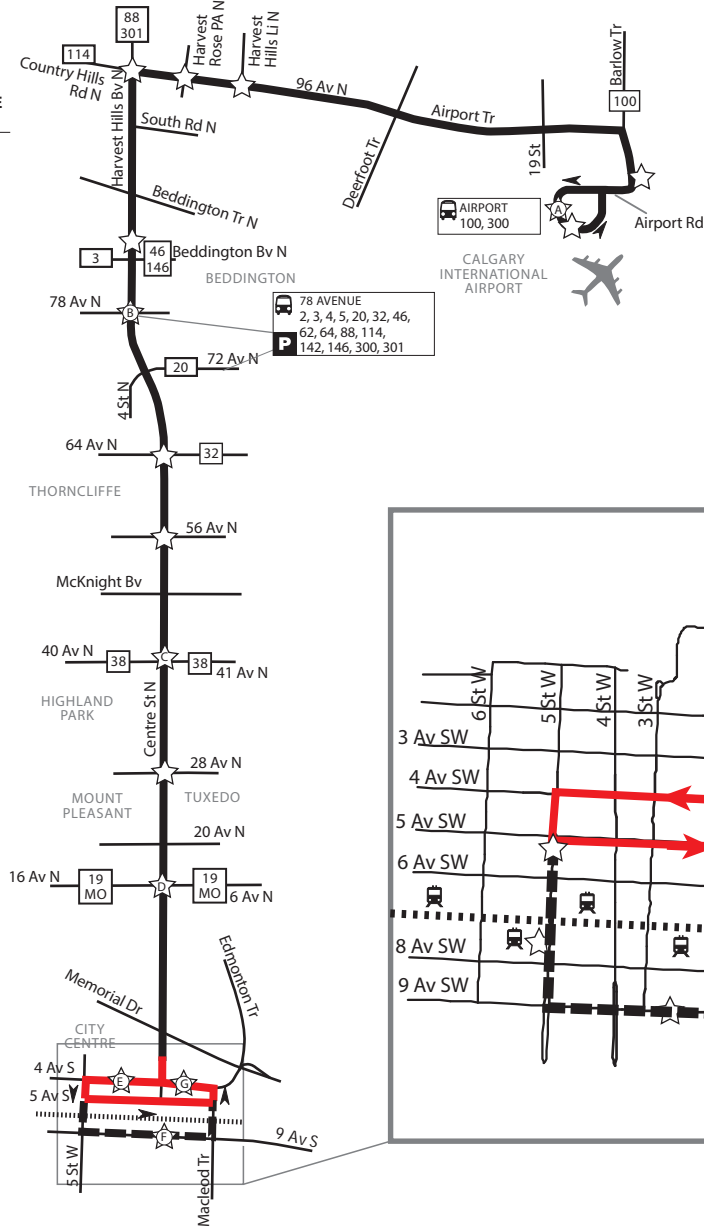 88
301
114
Country Hills
Rd N
Harvest
Rose PA N
Harvest
Hills Li N
96 Av N
Airport Tr
Barlow Tr
100
E
Harvest Hills Bv N
South Rd N
Deerfoot Tr
19 St
Beddington Tr N
A
AIRPORT
100, 300
Airport Rd
3
46
146
Beddington Bv N
BEDDINGTON
CALGARY
INTERNATIONAL
AIRPORT
78 Av N
B
78 AVENUE
2, 3, 4, 5, 20, 32, 46,
62, 64, 88, 114,
142, 146, 300, 301
P
20
72 Av N
4 St N
64 Av N
32
THORNCLIFFE
56 Av N
McKnight Bv
40 Av N
38
C
38
41 Av N
HIGHLAND
PARK
Centre St N
28 Av N
MOUNT
PLEASANT
TUXEDO
20 Av N
16 Av N
19
MO
D
19
MO
6 Av N
Edmonton Tr
Memorial Dr
CITY
CENTRE
4 Av S
E
G
5 Av S
F
9 Av S
5 St W
Macleod Tr
6 St W
5 St W
4 St W
3 St W
3 Av SW
4 Av SW
5 Av SW
6 Av SW
8 Av SW
9 Av SW